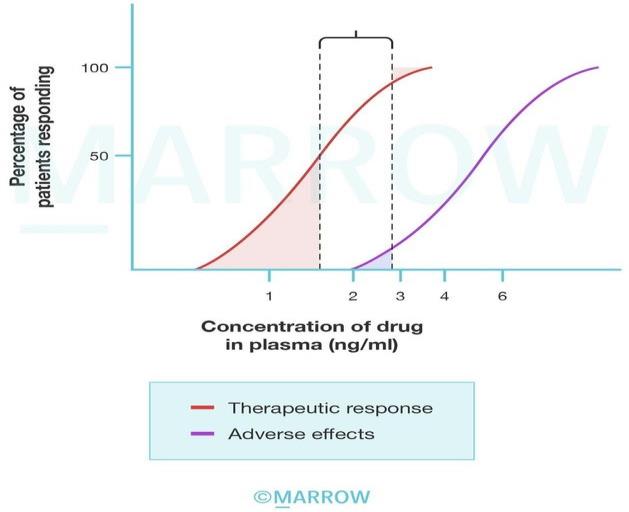 Percentage of
patients responding
100
50
MARROW
1 2 3 4 6
Concentration of drug
in plasma (ng/ml)
Therapeutic response
Adverse effects
©MARROW